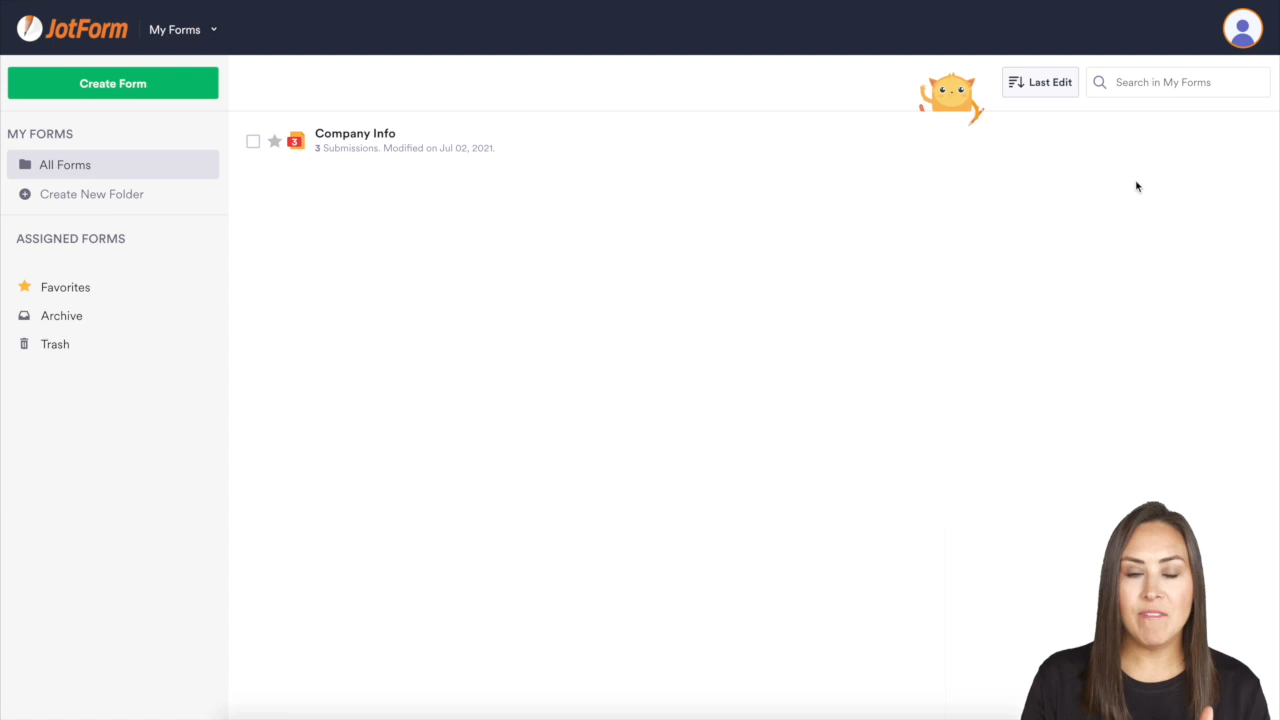 JotForm
My Forms
Create Form
Last Edit
Search in My Forms
MY FORMS
All Forms
Create New Folder
ASSIGNED FORMS
Favorites
Archive
Trash
3
Company Info
3 Submissions. Modified on Jul 02, 2021.